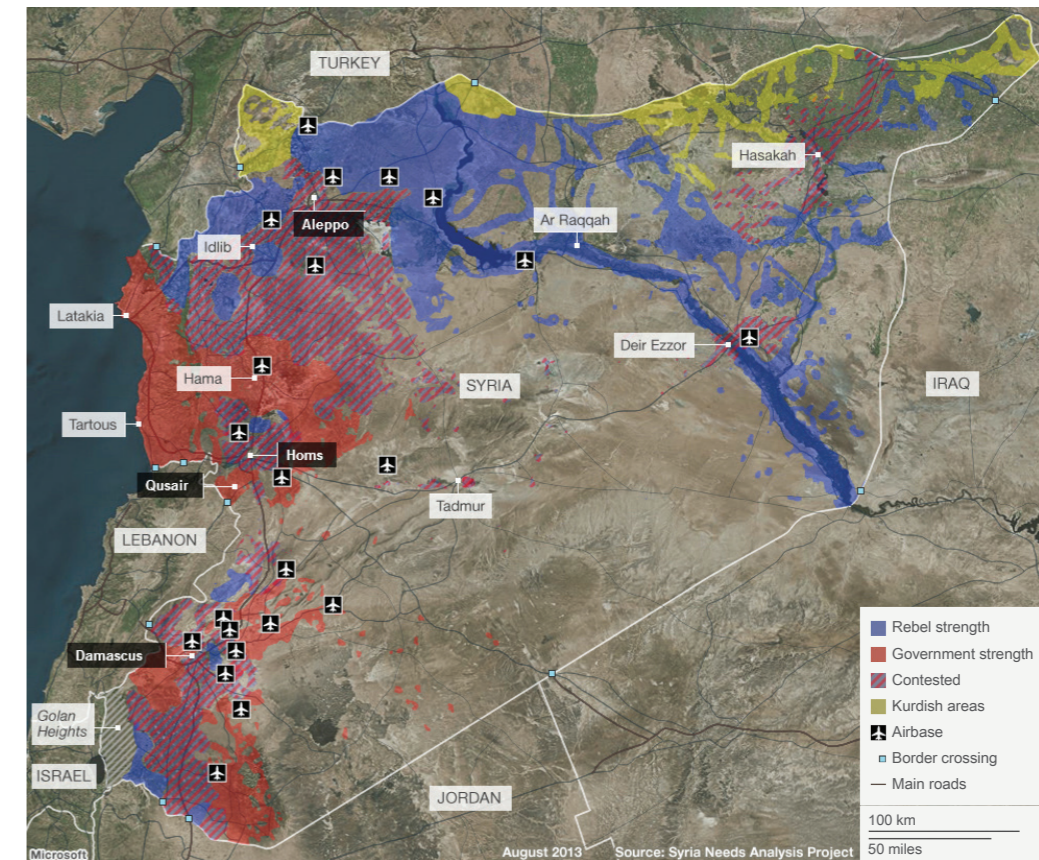 TURKEY
Hasakah
Aleppo
Ar Raqqah
Idlib
Latakia
Deir Ezzor
Hama
SYRIA
IRAQ
Tartous
Homs
Qusair
Tadmur
LEBANON
Damascus
Golan
Heights
ISRAEL
JORDAN
Rebel strength
Government strength
Contested
Kurdish areas
Airbase
Border crossing
Main roads
100 km
50 miles
Microsoft
August 2013
Source: Syria Needs Analysis Project